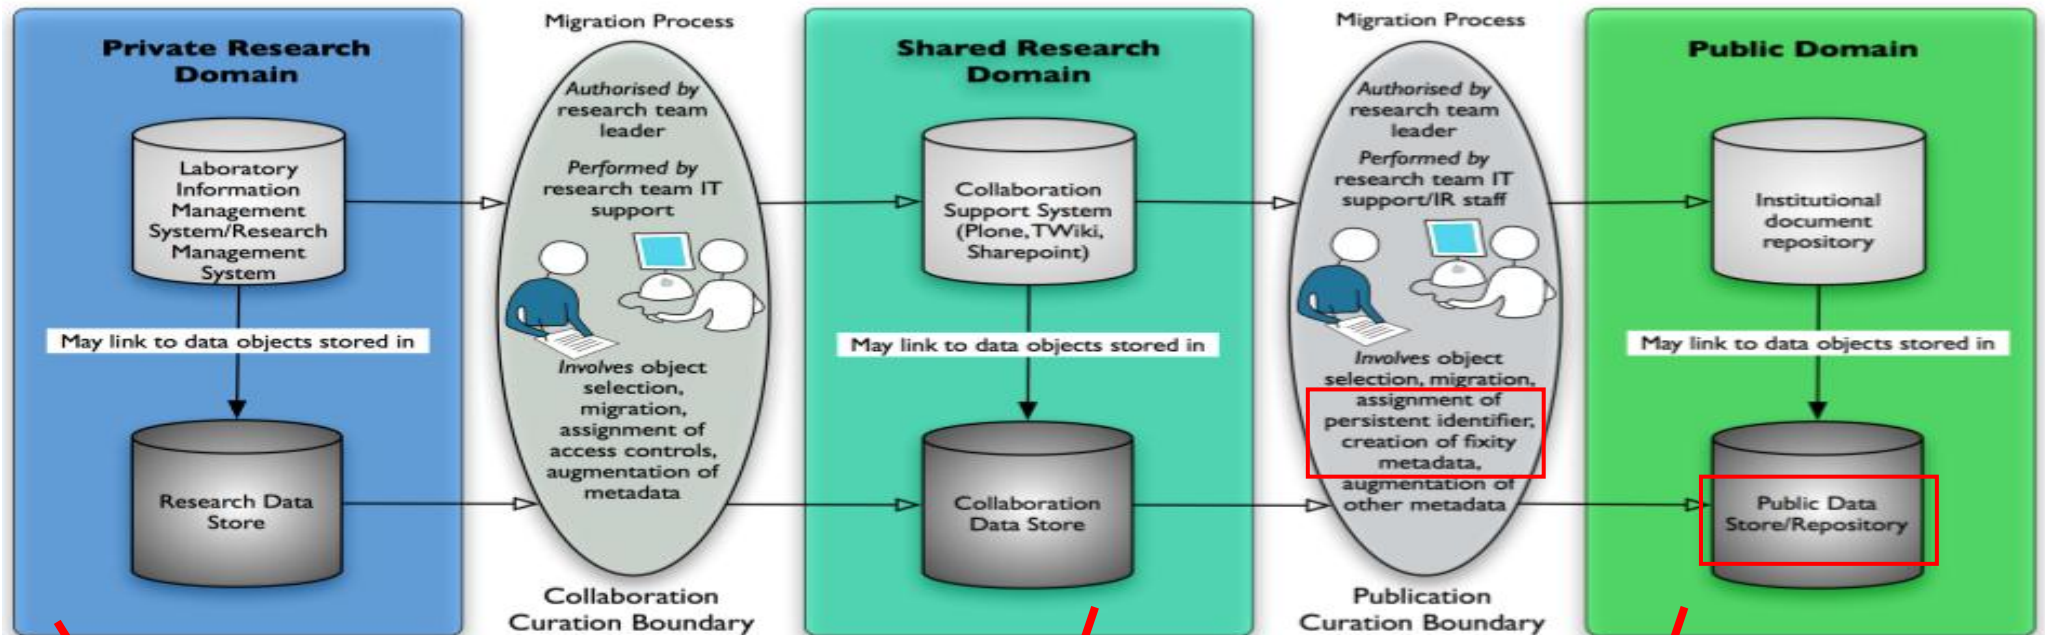 Private Research
Domain
Laboratory
Information
Management
System/Research
Management
System
May link to data objects stored in
Research Data
Store
Migration Process
Authorised by
research team
leader
Performed by
research team IT
support
Involves object
selection,
migration,
assignment of
access controls,
augmentation of
metadata
Collaboration
Curation Boundary
Shared Research
Domain
Collaboration
Support System
(Plone, TWiki,
Sharepoint)
May link to data objects stored in
Collaboration
Data Store
Migration Process
Authorised by
research team
leader
Performed by
research team IT
support/IR staff
Involves object
selection, migration,
assignment of
persistent identifier,
creation of fixity
metadata,
augmentation of
other metadata
Publication
Curation Boundary
Public Domain
Institutional
document
repository
May link to data objects stored in
Public Data
Store/Repository